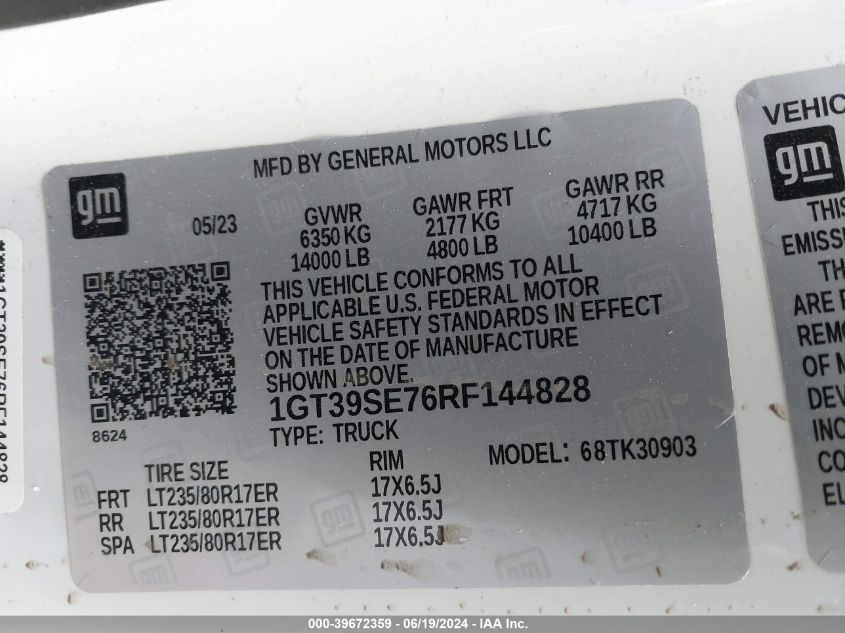 MFD BY GENERAL MOTORS LLC
gm
05/23
GVWR
6350 KG
14000 LB
GAWR FRT
2177 KG
4800 LB
GAWR RR
4717 KG
10400 LB
THIS VEHICLE CONFORMS TO ALL
APPLICABLE U.S. FEDERAL MOTOR
VEHICLE SAFETY STANDARDS IN EFFECT
ON THE DATE OF MANUFACTURE
SHOWN ABOVE.
1GT39SE76RF144828
8624
TYPE: TRUCK
MODEL: 68TK30903
TIRE SIZE RIM
FRT LT235/80R17ER 17X6.5J
RR LT235/80R17ER 17X6.5J
SPA LT235/80R17ER 17X6.5J
VEHIC
gm
THIS
EMISS
TH
ARE
REMO
OF M
DEV
INC
CO
EL
1GT39SE76RF144828
000-39672359 - 06/19/2024 - IAA Inc.